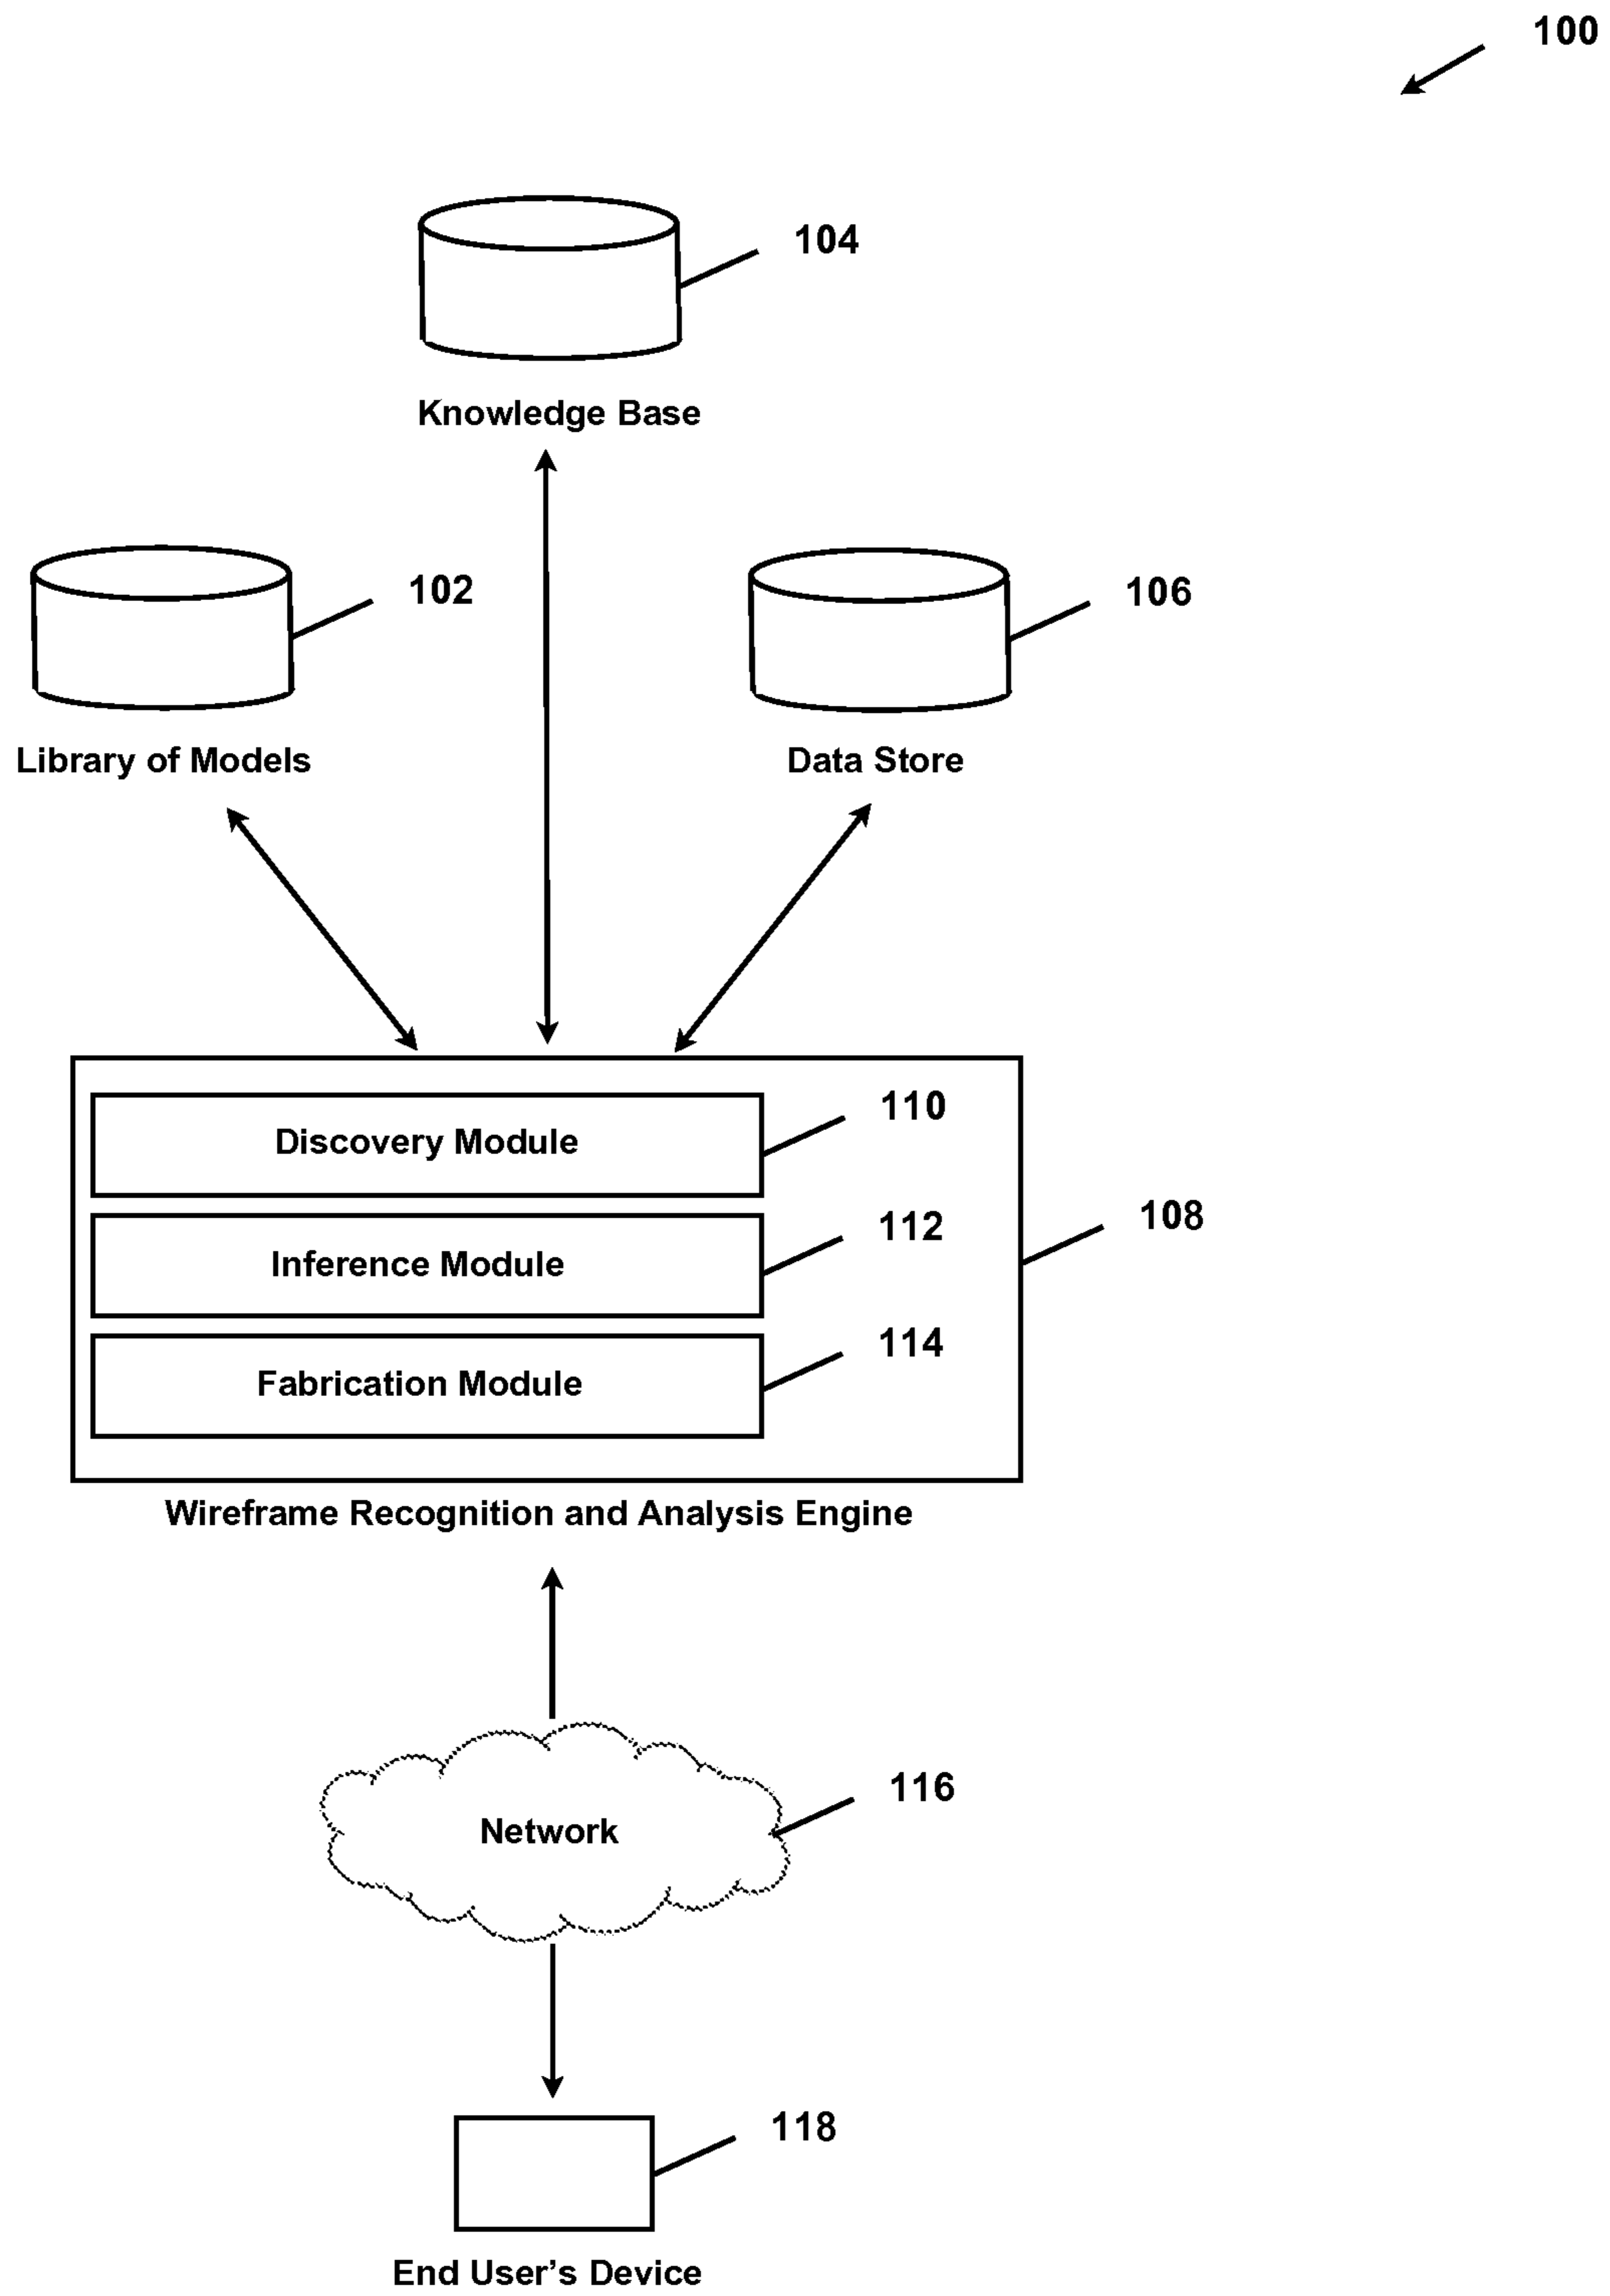 100
104
Knowledge Base
102
106
Library of Models
Data Store
110
Discovery Module
108
112
Inference Module
114
Fabrication Module
Wireframe Recognition and Analysis Engine
116
Network
118
End User’s Device